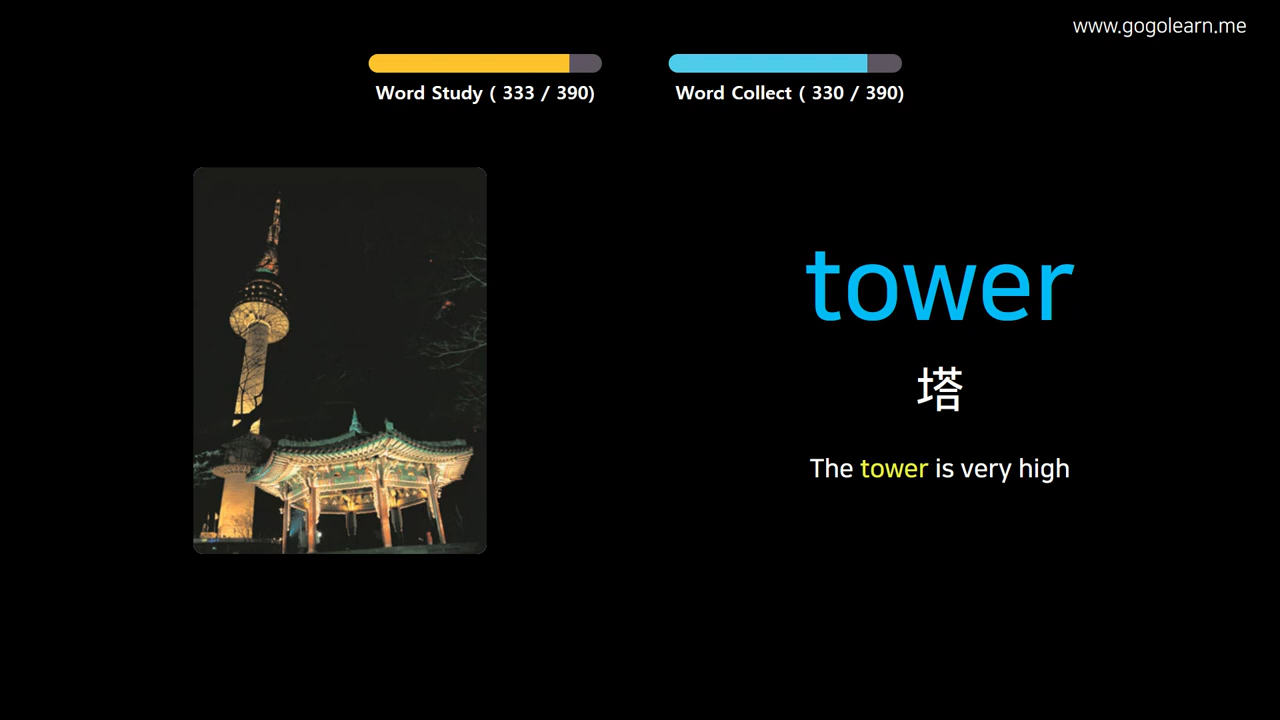 www.gogolearn.me
Word Study ( 333 / 390)
Word Collect ( 330 / 390)
tower
塔
The tower is very high